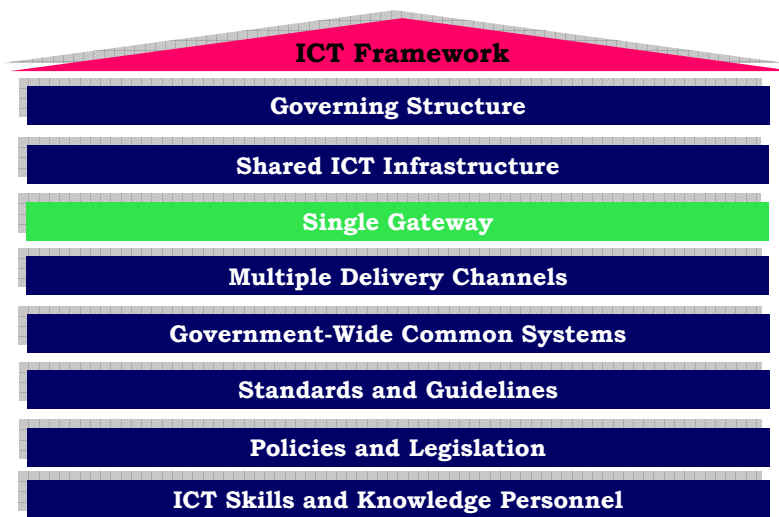 ICT Framework
Governing Structure
Shared ICT Infrastructure
Single Gateway
Multiple Delivery Channels
Government-Wide Common Systems
Standards and Guidelines
Policies and Legislation
ICT Skills and Knowledge Personnel